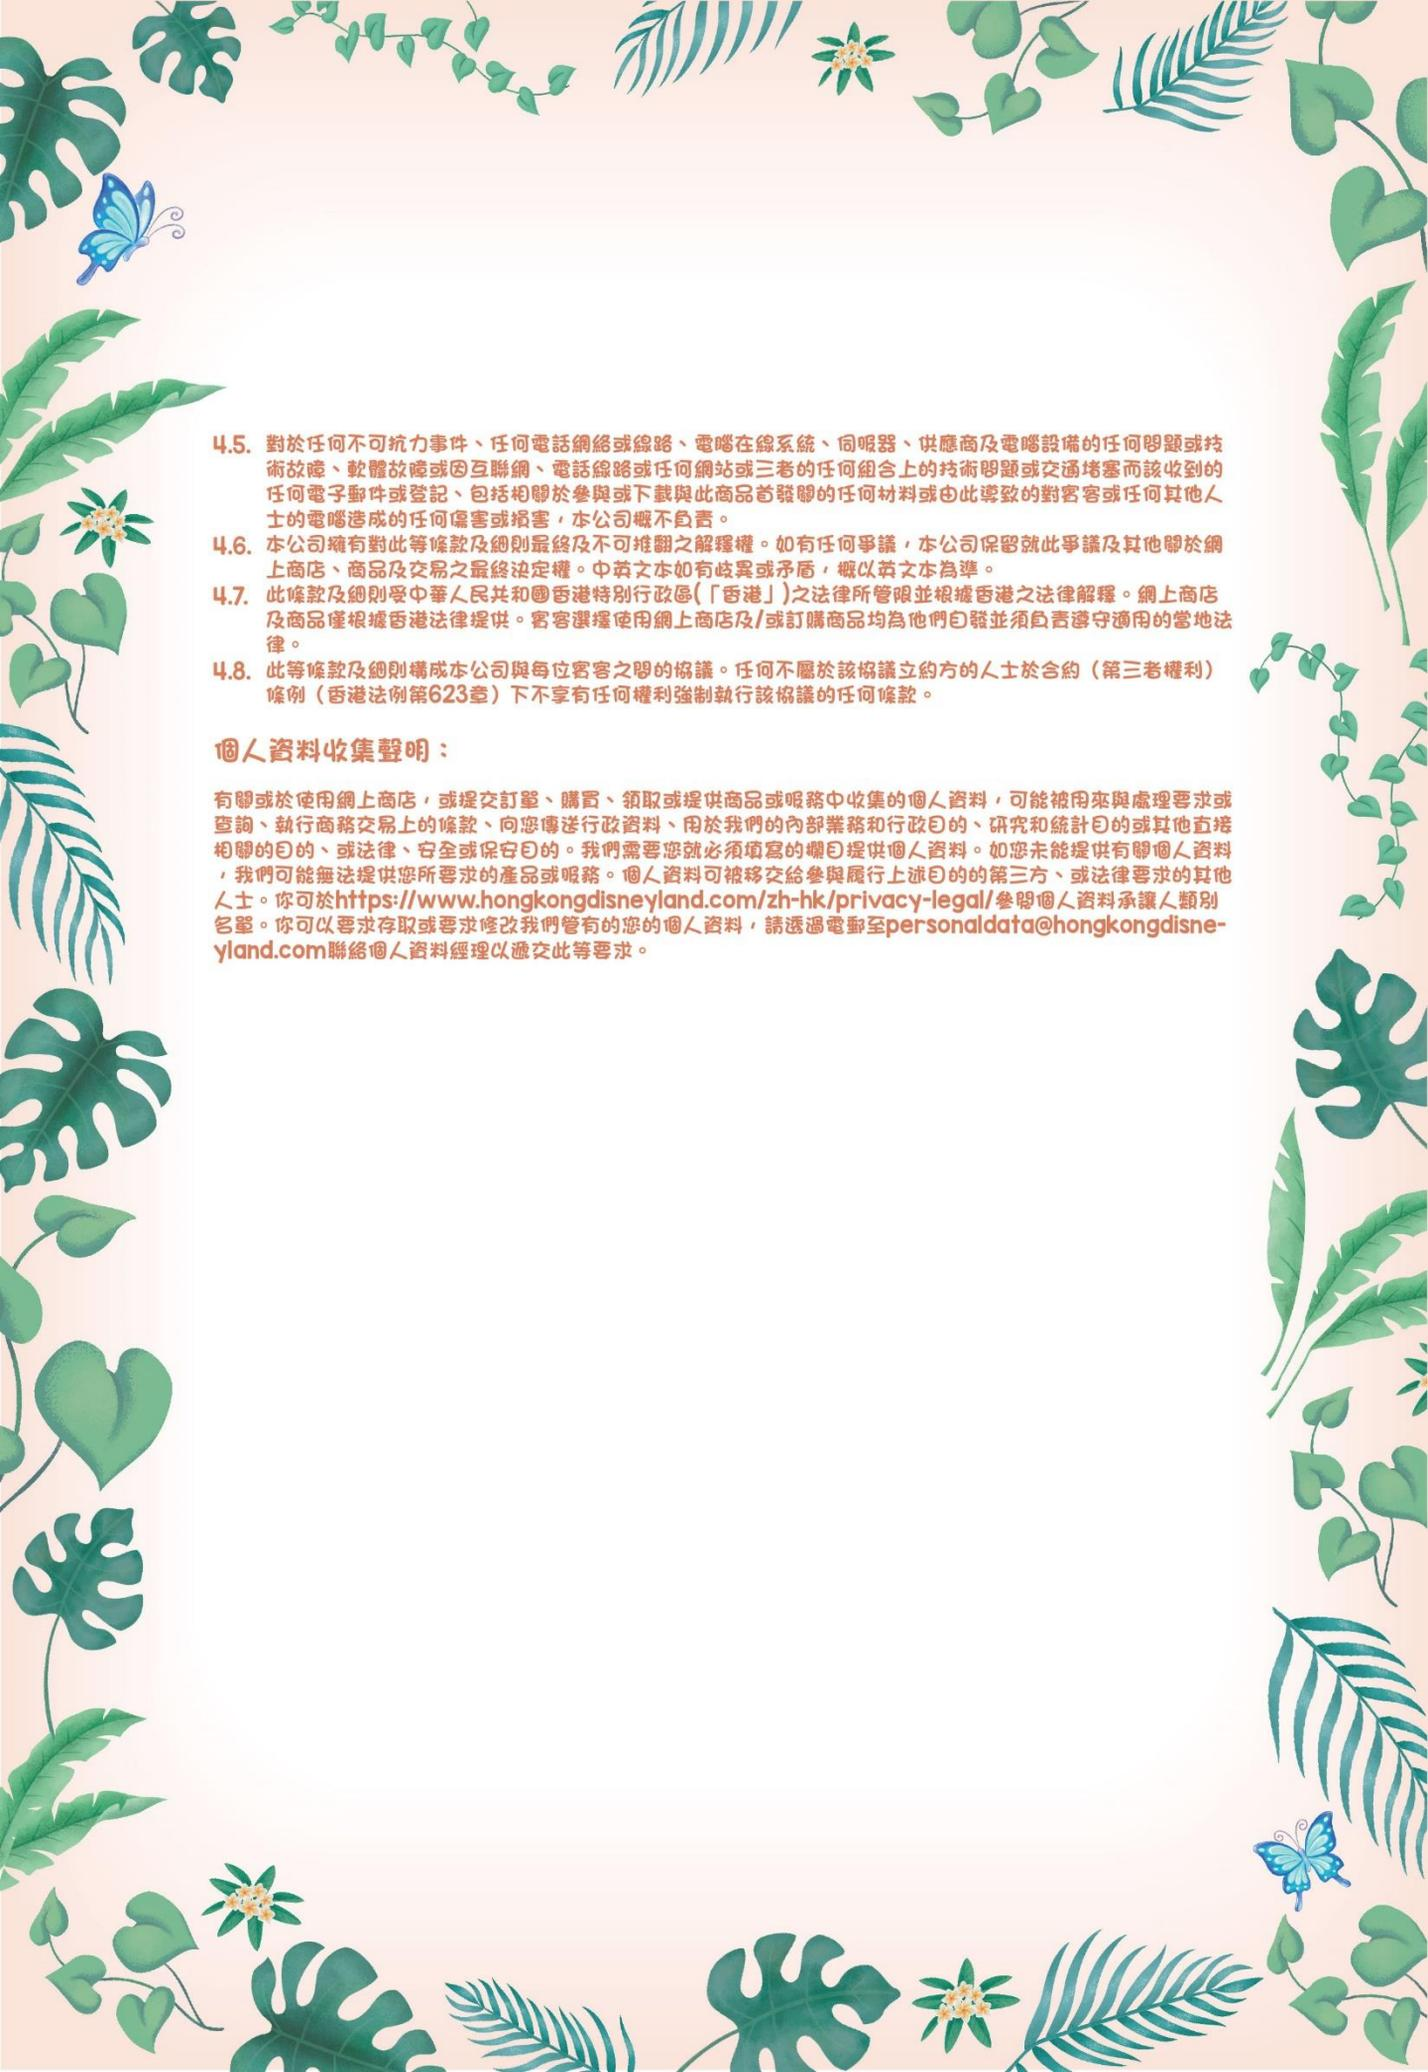 4.5. 對於任何不可抗力事件、任何電話網絡或線路、電腦在線系統、伺服器、供應商及電腦設備的任何問題或技
術故障、軟體故障或因互聯網、電話線路或任何網站或三者的任何組合上的技術問題或交通堵塞而該收到的
任何電子郵件或登記、包括相關於參與或下載與此商品首發關的任何材料或由此導致的對賓客或任何其他人
士的電腦造成的任何傷害或損害，本公司概不負責。
4.6. 本公司擁有對此等條款及細則最終及不可推翻之解釋權。如有任何爭議，本公司保留就此爭議及其他關於網
上商店、商品及交易之最終決定權。中英文本如有歧異或矛盾，概以英文本為準。
4.7. 此條款及細則受中華人民共和國香港特別行政區(「香港」)之法律所管限並根據香港之法律解釋。網上商店
及商品僅根據香港法律提供。賓客選擇使用網上商店及/或訂購商品均為他們自發並須負責遵守適用的當地法
律。
4.8. 此等條款及細則構成本公司與每位賓客之間的協議。任何不屬於該協議立約方的人士於合約（第三者權利）
條例（香港法例第623章）下不享有任何權利強制執行該協議的任何條款。
個人資料收集聲明：
有關或於使用網上商店，或提交訂單、購買、領取或提供商品或服務中收集的個人資料，可能被用來與處理要求或
查詢、執行商務交易上的條款、向您傳送行政資料、用於我們的內部業務和行政目的、研究和統計目的或其他直接
相關的目的、或法律、安全或保安目的。我們需要您就必須填寫的欄目提供個人資料。如您未能提供有關個人資料
，我們可能無法提供您所要求的產品或服務。個人資料可被移交給參與履行上述目的的第三方、或法律要求的其他
人士。你可於https://www.hongkongdisneyland.com/zh-hk/privacy-legal/參閱個人資料承讓人類別
名單。你可以要求存取或要求修改我們管有的您的個人資料，請透過電郵至personaldata@hongkongdisne-
yland.com聯絡個人資料經理以遞交此等要求。